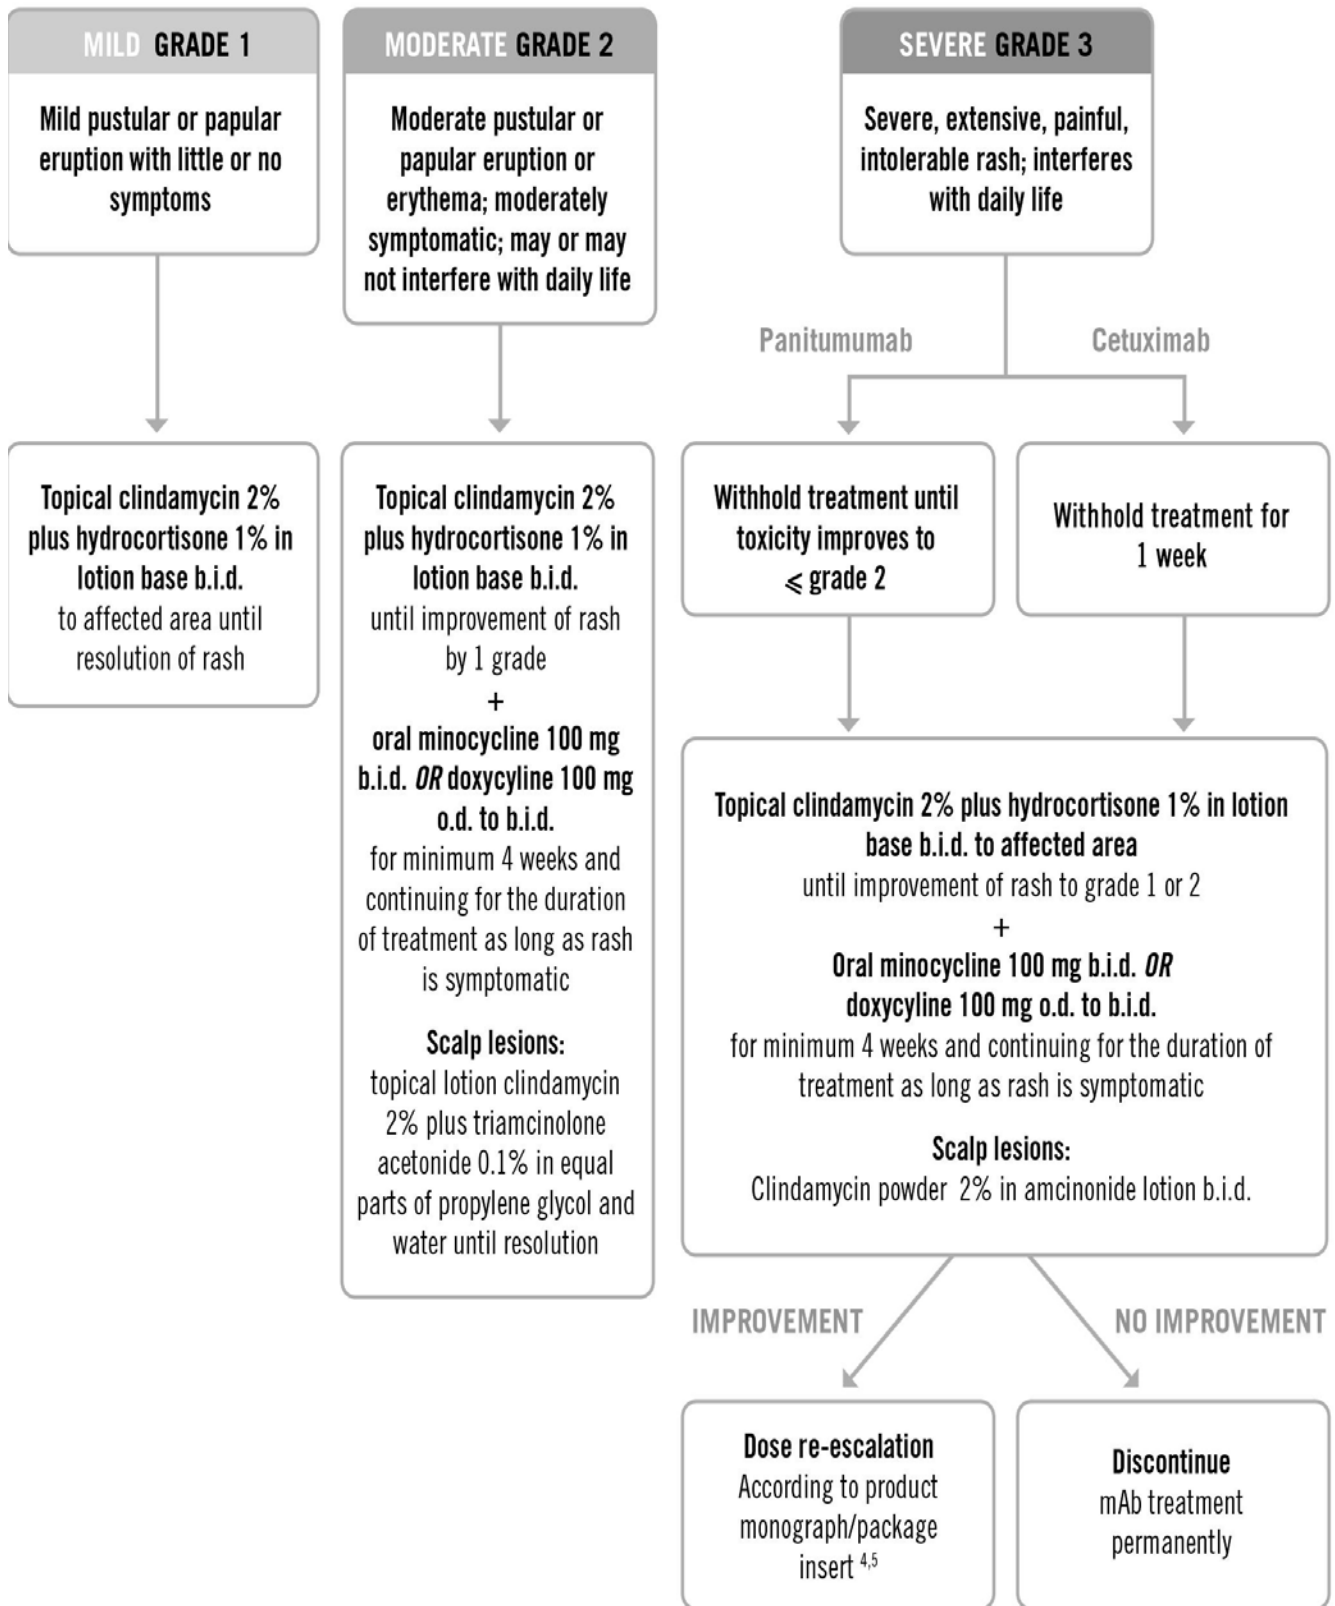 MILD GRADE 1
Mild pustular or papular
eruption with little or no
symptoms
MODERATE GRADE 2
Moderate pustular or
papular eruption or
erythema; moderately
symptomatic; may or may
not interfere with daily life
SEVERE GRADE 3
Severe, extensive, painful,
intolerable rash; interferes
with daily life
Panitumumab
Cetuximab
Topical clindamycin 2%
plus hydrocortisone 1% in
lotion base b.i.d.
to affected area until
resolution of rash
Topical clindamycin 2%
plus hydrocortisone 1% in
lotion base b.i.d.
until improvement of rash
by 1 grade
+
oral minocycline 100 mg
b.i.d. OR doxycyline 100 mg
o.d. to b.i.d.
for minimum 4 weeks and
continuing for the duration
of treatment as long as rash
is symptomatic
Scalp lesions:
topical lotion clindamycin
2% plus triamcinolone
acetonide 0.1% in equal
parts of propylene glycol and
water until resolution
Withhold treatment until
toxicity improves to
⩽ grade 2
Withhold treatment for
1 week
Topical clindamycin 2% plus hydrocortisone 1% in lotion
base b.i.d. to affected area
until improvement of rash to grade 1 or 2
+
Oral minocycline 100 mg b.i.d. OR
doxycyline 100 mg o.d. to b.i.d.
for minimum 4 weeks and continuing for the duration of
treatment as long as rash is symptomatic
Scalp lesions:
Clindamycin powder 2% in amcinonide lotion b.i.d.
IMPROVEMENT
NO IMPROVEMENT
Dose re-escalation
According to product
monograph/package
insert 4,5
Discontinue
mAb treatment
permanently